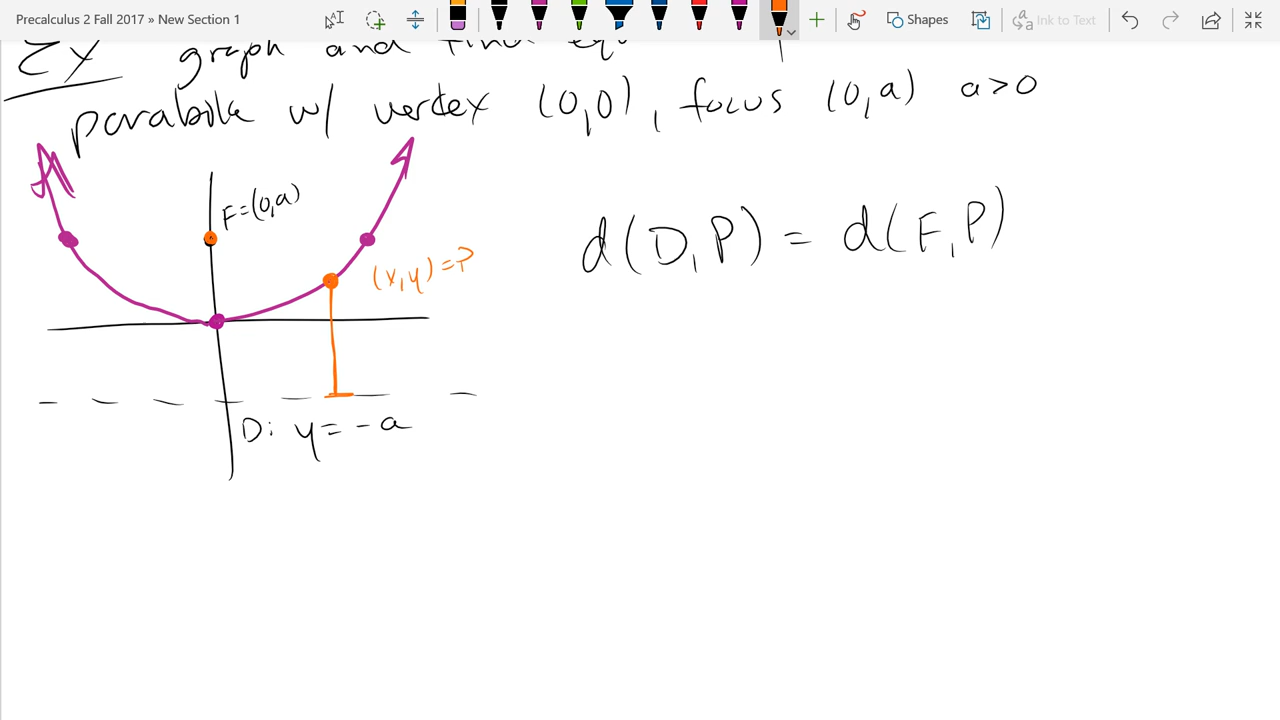 Precalculus 2 Fall 2017 » New Section 1
Shapes
Ink to Text
Ex graph and find
parabola w/ vertex (0,0), focus (0,a) a>0
F=(0,a)
d(D,P) = d(F,P)
(x,y)=P
D: y=-a